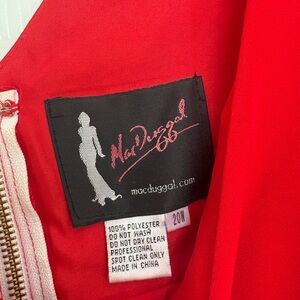 Mac Duggal
66
macduggal.com
100% POLYESTER
DO NOT WASH
DO NOT DRY CLEAN
PROFESSIONAL
SPOT CLEAN ONLY
MADE IN CHINA
20W